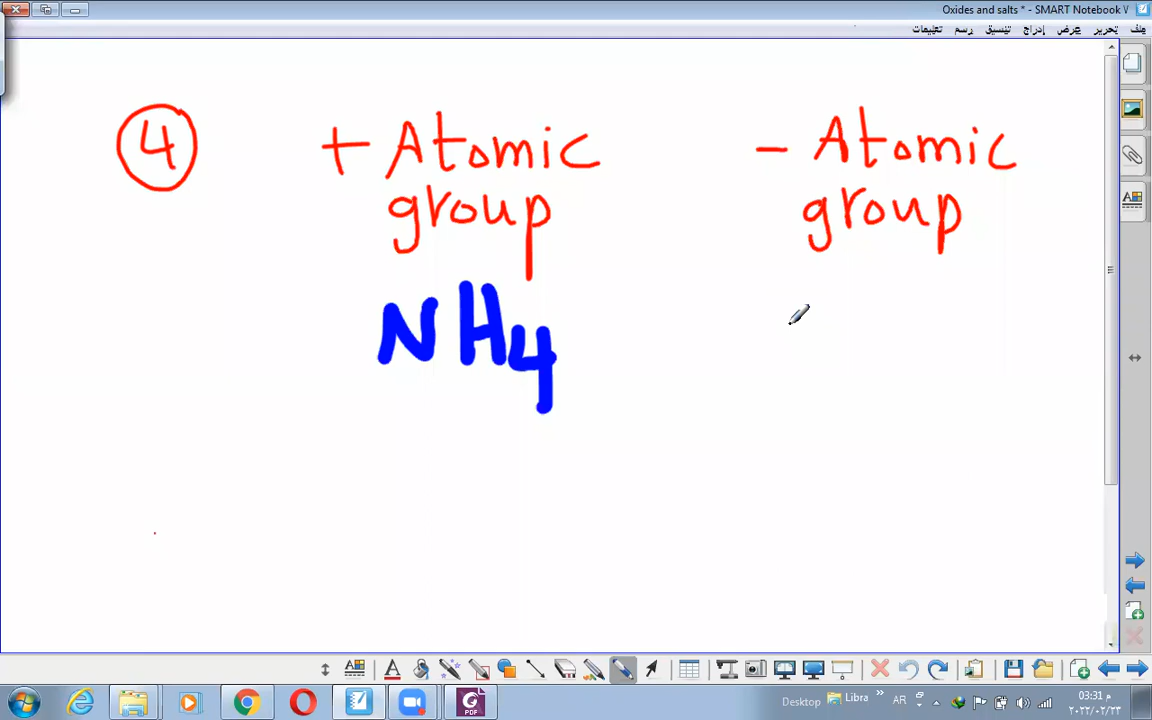 Oxides and salts * - SMART Notebook
ملف تحرير عرض إدراج تنسيق رسم تعليمات
4 + Atomic group - Atomic group
NH4
Desktop Libra » AR 03:31 م
٢٠٢٢/٠٢/٢٣